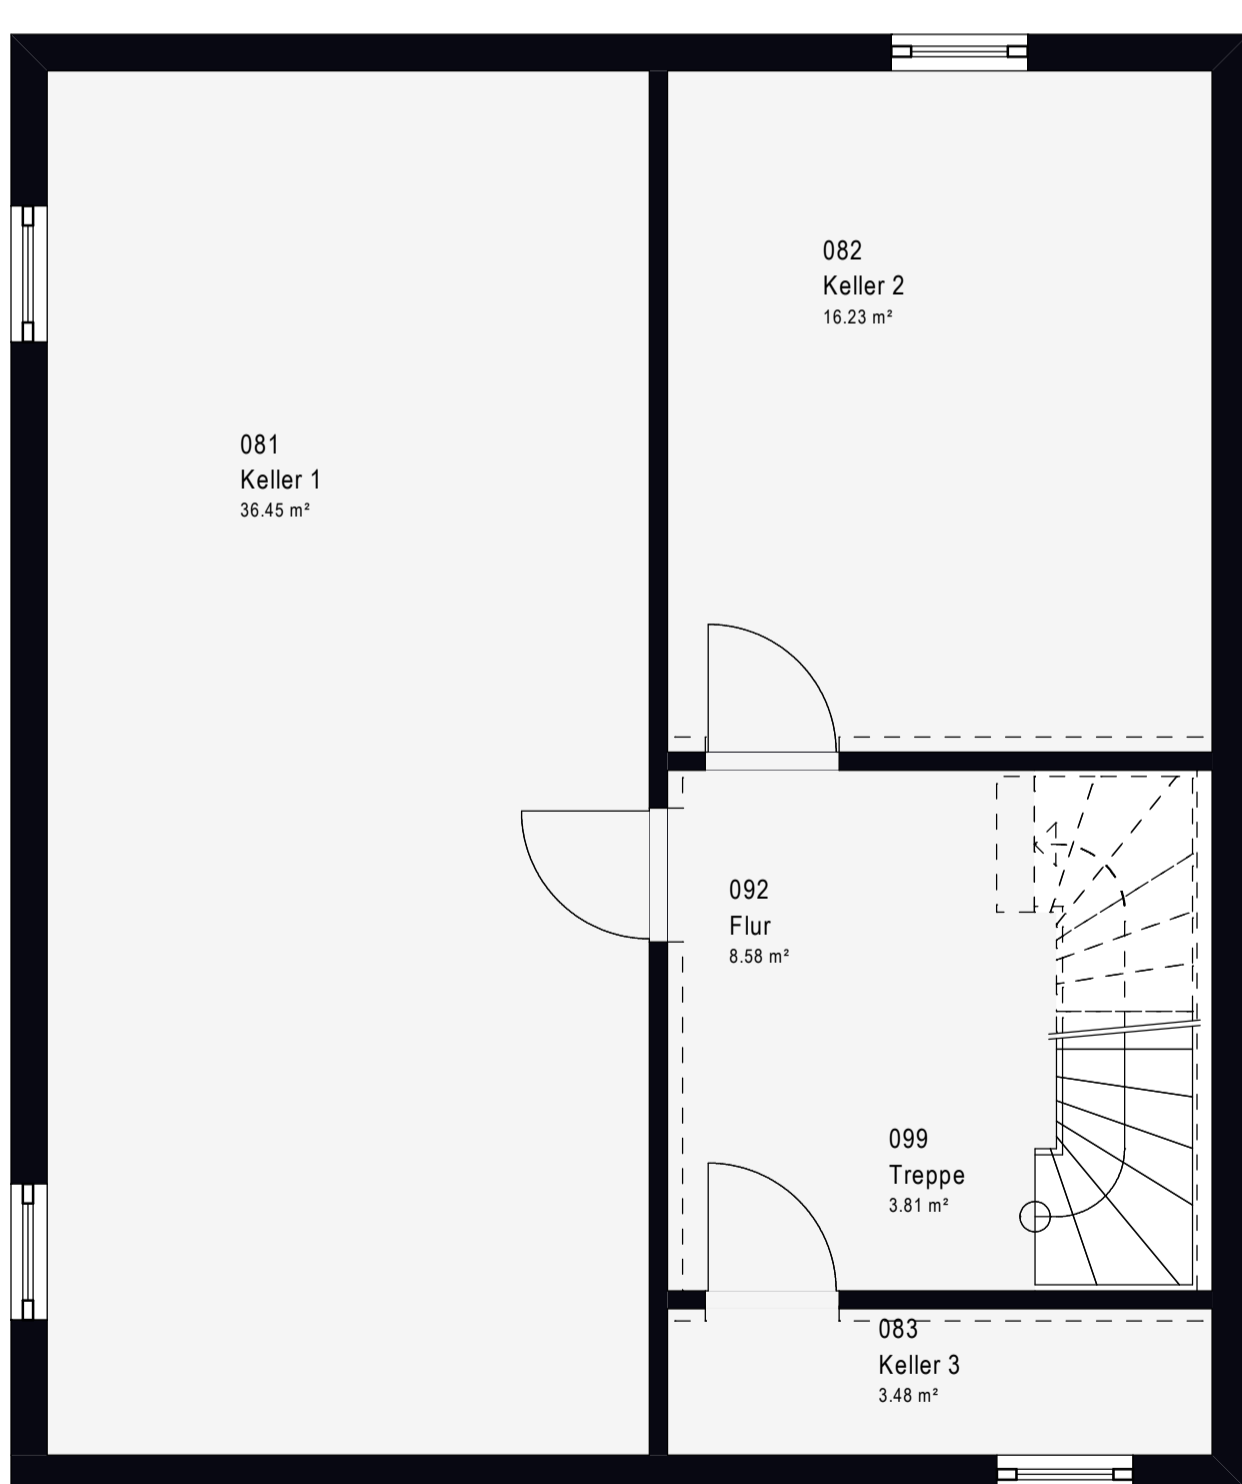 082
Keller 2
16.23 m²
081
Keller 1
36.45 m²
092
Flur
8.58 m²
099
Treppe
3.81 m²
083
Keller 3
3.48 m²